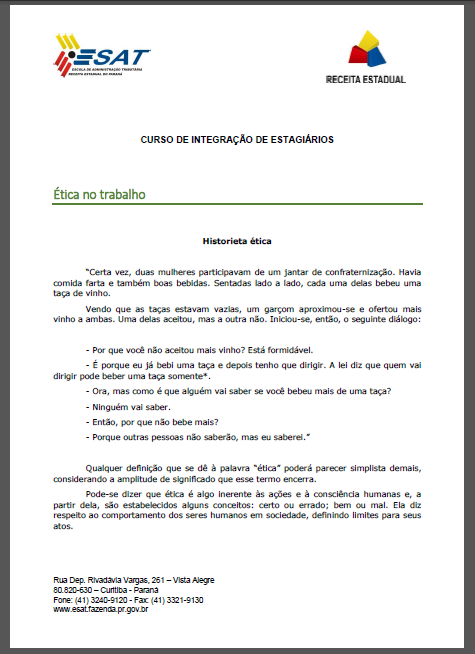 ESAT
ESCOLA DE ADMINISTRAÇÃO TRIBUTÁRIA
RECEITA ESTADUAL DO PARANÁ
RECEITA ESTADUAL
CURSO DE INTEGRAÇÃO DE ESTAGIÁRIOS
Ética no trabalho
Historieta ética
“Certa vez, duas mulheres participavam de um jantar de confraternização. Havia
comida farta e também boas bebidas. Sentadas lado a lado, cada uma delas bebeu uma
taça de vinho.
Vendo que as taças estavam vazias, um garçom aproximou-se e ofertou mais
vinho a ambas. Uma delas aceitou, mas a outra não. Iniciou-se, então, o seguinte diálogo:
- Por que você não aceitou mais vinho? Está formidável.
- É porque eu já bebi uma taça e depois tenho que dirigir. A lei diz que quem vai
dirigir pode beber uma taça somente*.
- Ora, mas como é que alguém vai saber se você bebeu mais de uma taça?
- Ninguém vai saber.
- Então, por que não bebe mais?
- Porque outras pessoas não saberão, mas eu saberei.”
Qualquer definição que se dê à palavra “ética” poderá parecer simplista demais,
considerando a amplitude de significado que esse termo encerra.
Pode-se dizer que ética é algo inerente às ações e à consciência humanas e, a
partir dela, são estabelecidos alguns conceitos: certo ou errado; bem ou mal. Ela diz
respeito ao comportamento dos seres humanos em sociedade, definindo limites para seus
atos.
Rua Dep. Rivadávia Vargas, 261 – Vista Alegre
80.820-630 – Curitiba - Paraná
Fone: (41) 3240-9120 - Fax: (41) 3321-9130
www.esat.fazenda.pr.gov.br